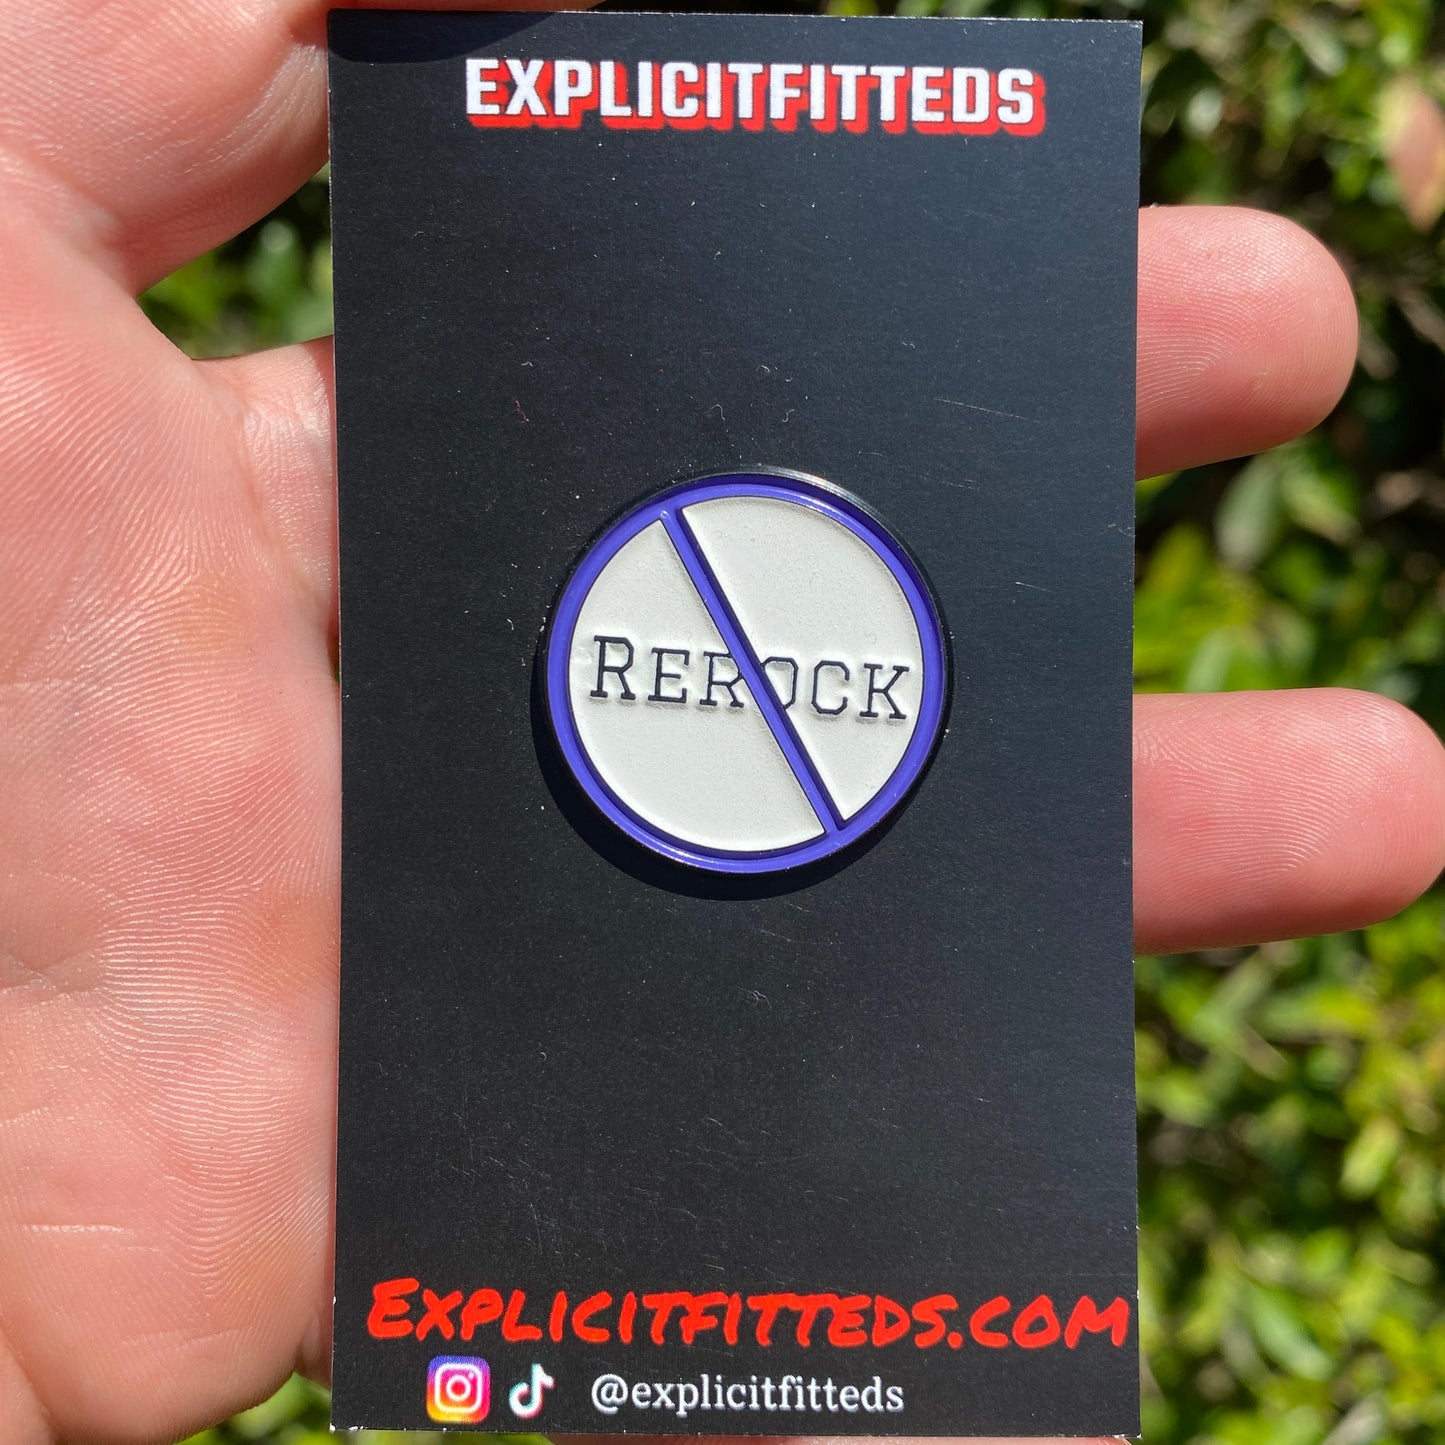 EXPLICITFITTEDS
REROCK
EXPLICITFITTEDS.COM
@explicitfitteds